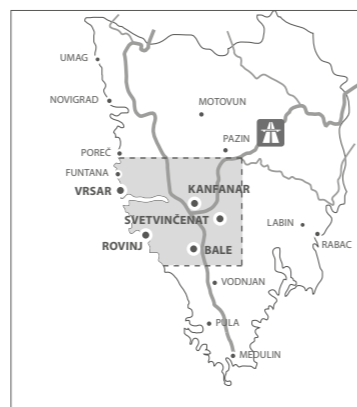 UMAG
NOVIGRAD
MOTOVUN
PAZIN
POREČ
FUNTANA
VRSAR
KANFANAR
SVETVINČENAT
LABIN
RABAC
ROVINJ
BALE
VODNJAN
PULA
MEDULIN